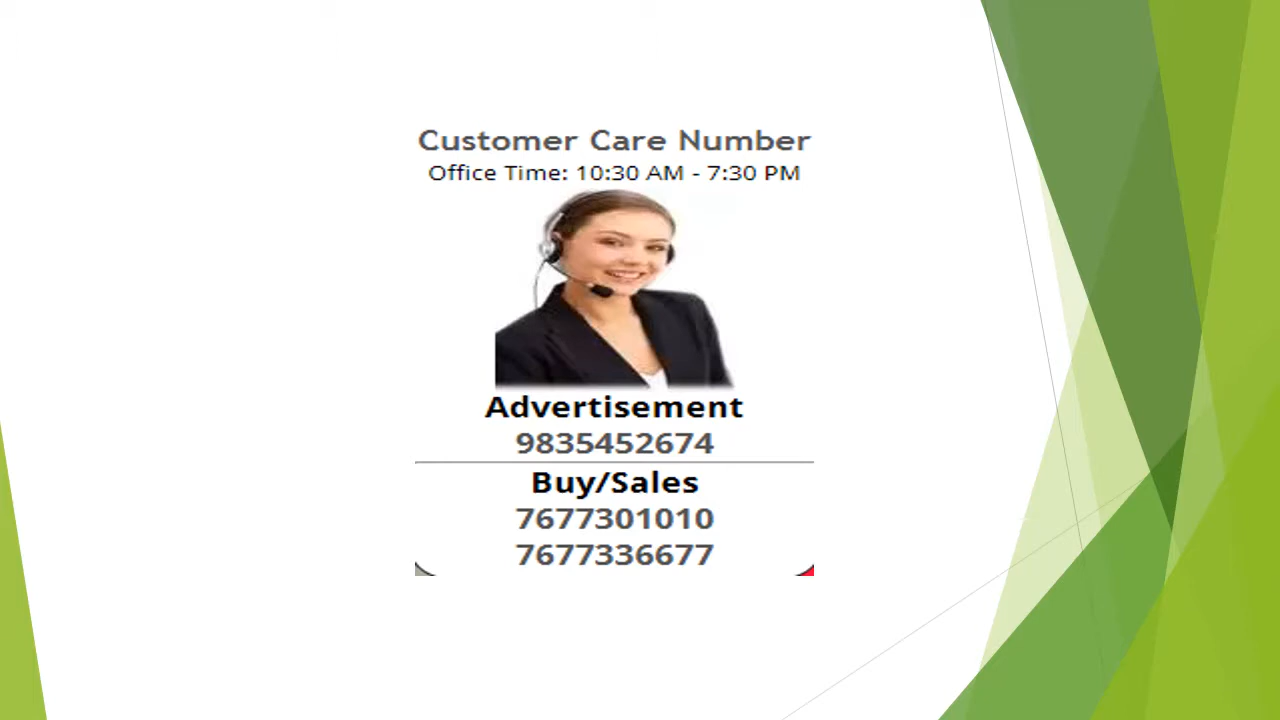 Customer Care Number
Office Time: 10:30 AM - 7:30 PM
Advertisement
9835452674
Buy/Sales
7677301010
7677336677